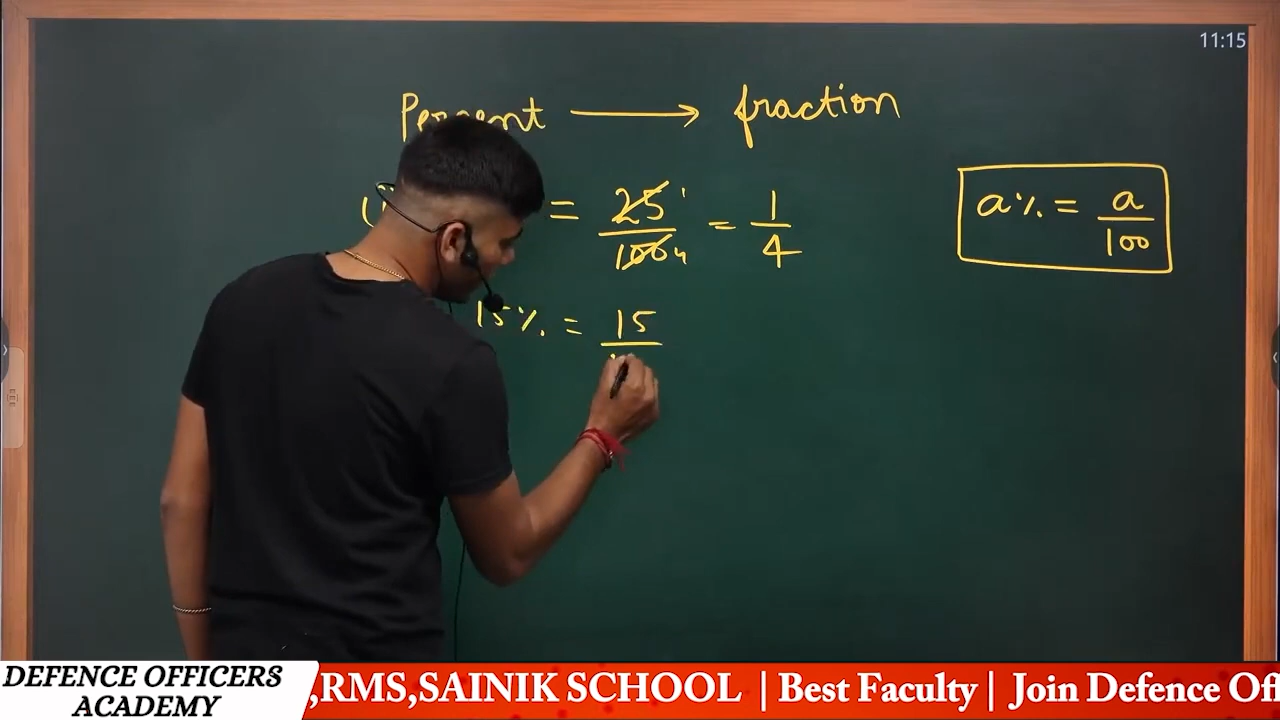 11:15
Percent → fraction
= 25/100 = 1/4
a% = a/100
15% = 15
DEFENCE OFFICERS
ACADEMY
,RMS,SAINIK SCHOOL | Best Faculty | Join Defence Off